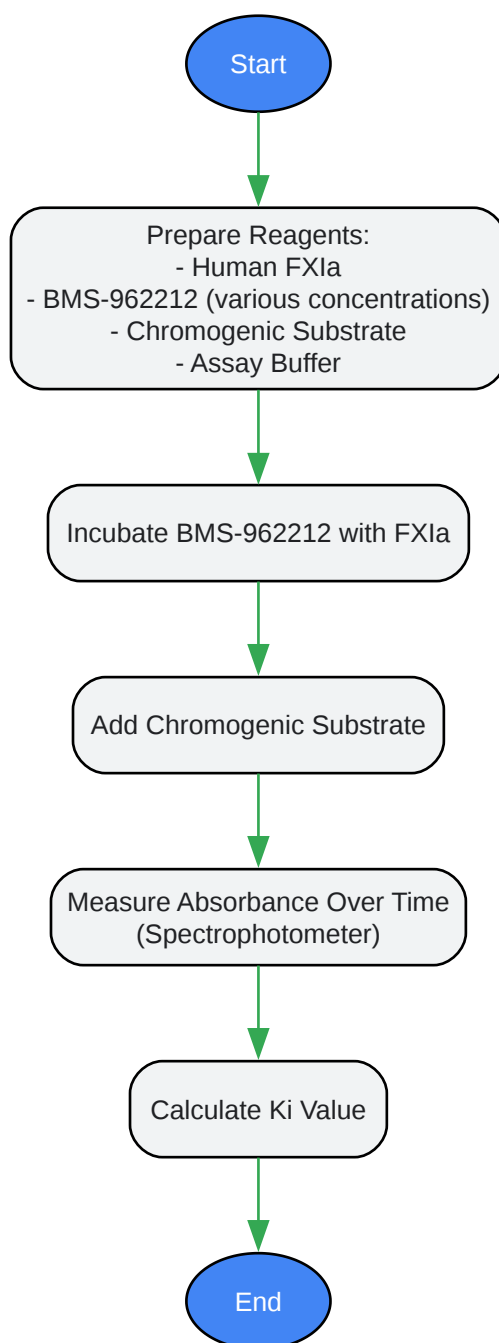 Start
Prepare Reagents:
- Human FXIa
- BMS-962212 (various concentrations)
- Chromogenic Substrate
- Assay Buffer
Incubate BMS-962212 with FXIa
Add Chromogenic Substrate
Measure Absorbance Over Time
(Spectrophotometer)
Calculate Ki Value
End